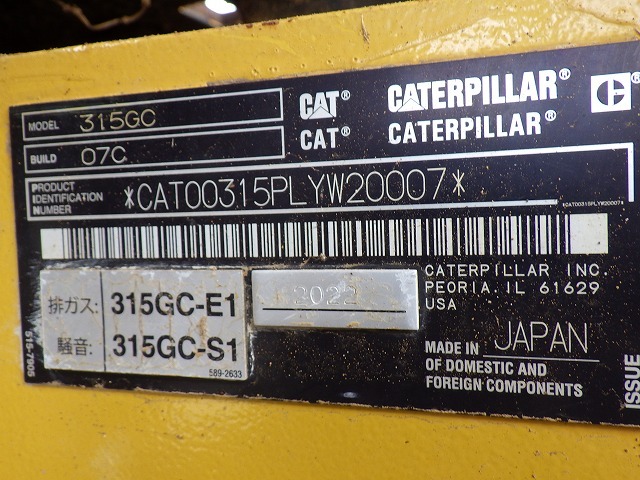 MODEL 315GC
BUILD 07C
CAT® CATERPILLAR®
CAT® CATERPILLAR®
PRODUCT IDENTIFICATION NUMBER *CAT00315PLYW20007*
*CAT00315PLYW20007*
排ガス: 315GC-E1
騒音: 315GC-S1
589-2633
2022
CATERPILLAR INC.
PEORIA, IL 61629
USA
MADE IN JAPAN
OF DOMESTIC AND
FOREIGN COMPONENTS
ISSUE